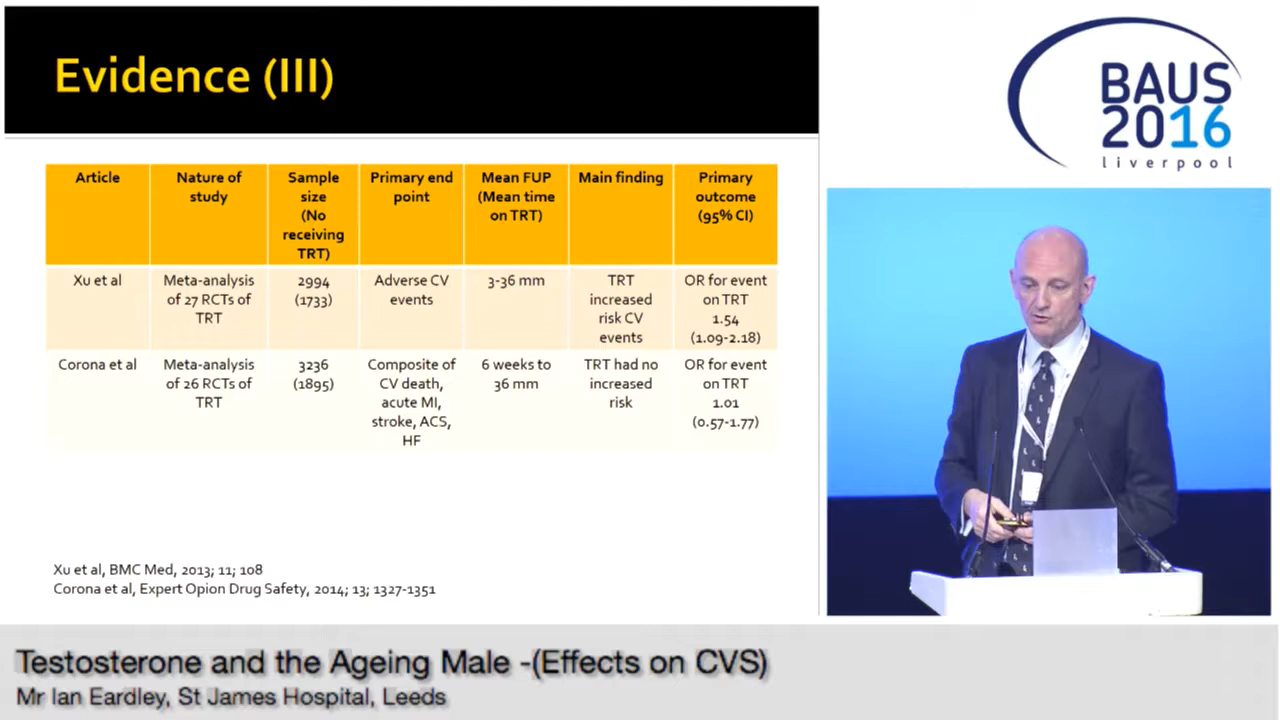 Evidence (III)
BAUS
2016
liverpool
Article
Nature of
study
Sample
size
(No
receiving
TRT)
Primary end
point
Mean FUP
(Mean time
on TRT)
Main finding
Primary
outcome
(95% CI)
Xu et al
Meta-analysis
of 27 RCTs of
TRT
2994
(1733)
Adverse CV
events
3-36 mm
TRT
increased
risk CV
events
OR for event
on TRT
1.54
(1.09-2.18)
Corona et al
Meta-analysis
of 26 RCTs of
TRT
3236
(1895)
Composite of
CV death,
acute MI,
stroke, ACS,
HF
6 weeks to
36 mm
TRT had no
increased
risk
OR for event
on TRT
1.01
(0.57-1.77)
Xu et al, BMC Med, 2013; 11; 108
Corona et al, Expert Opion Drug Safety, 2014; 13; 1327-1351
Testosterone and the Ageing Male -(Effects on CVS)
Mr Ian Eardley, St James Hospital, Leeds